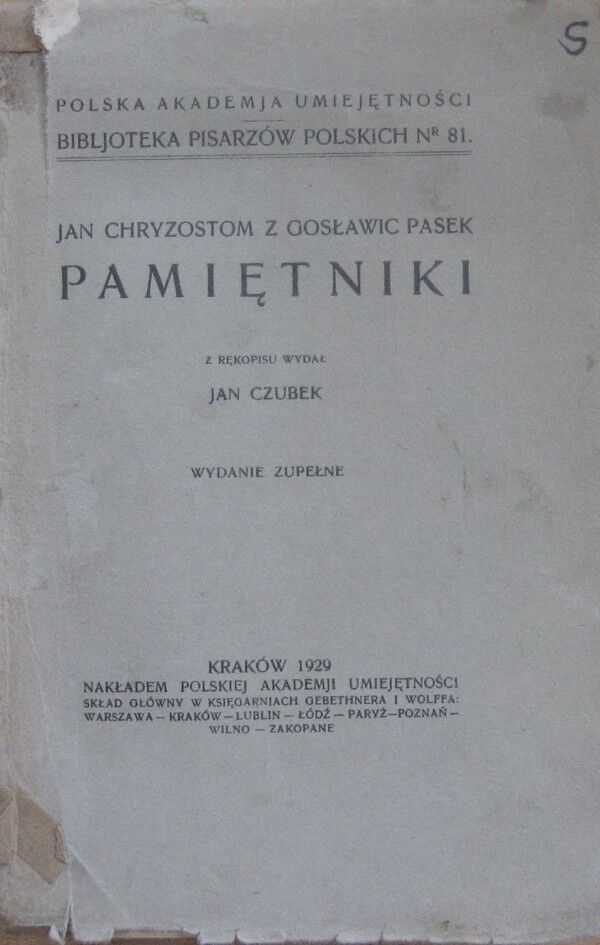 S
POLSKA AKADEMJA UMIEJĘTNOŚCI
BIBLJOTEKA PISARZÓW POLSKICH NR 81.
JAN CHRYZOSTOM Z GOSŁAWIC PASEK
PAMIĘTNIKI
Z RĘKOPISU WYDAŁ
JAN CZUBEK
WYDANIE ZUPEŁNE
KRAKÓW 1929
NAKŁADEM POLSKIEJ AKADEMJI UMIEJĘTNOŚCI
SKŁAD GŁÓWNY W KSIĘGARNIACH GEBETHNERA I WOLFFA:
WARSZAWA — KRAKÓW — LUBLIN — ŁÓDŹ — PARYŻ — POZNAŃ —
WILNO — ZAKOPANE